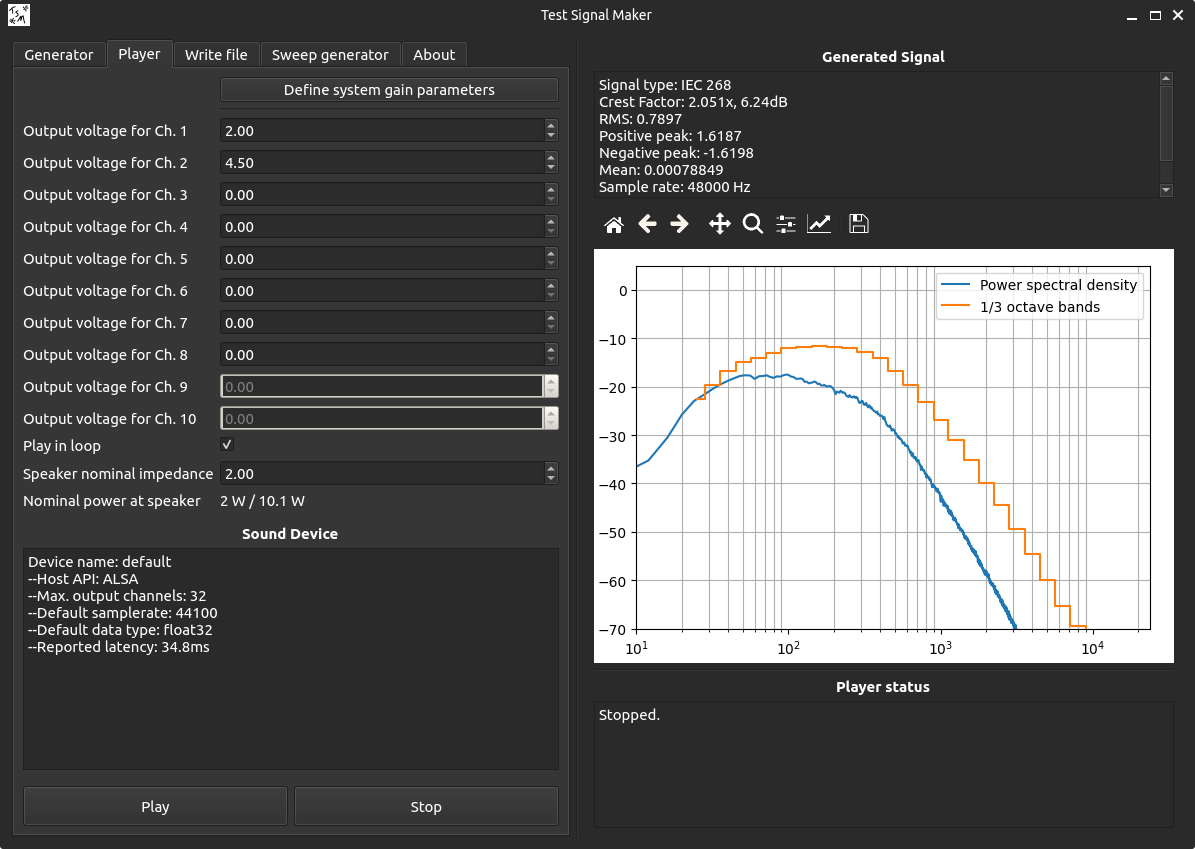 TSM
Test Signal Maker
Generator
Player
Write file
Sweep generator
About
Define system gain parameters
Output voltage for Ch. 1 2.00
Output voltage for Ch. 2 4.50
Output voltage for Ch. 3 0.00
Output voltage for Ch. 4 0.00
Output voltage for Ch. 5 0.00
Output voltage for Ch. 6 0.00
Output voltage for Ch. 7 0.00
Output voltage for Ch. 8 0.00
Output voltage for Ch. 9 0.00
Output voltage for Ch. 10 0.00
Play in loop
Speaker nominal impedance 2.00
Nominal power at speaker 2 W / 10.1 W
Sound Device
Device name: default
--Host API: ALSA
--Max. output channels: 32
--Default samplerate: 44100
--Default data type: float32
--Reported latency: 34.8ms
Play
Stop
Generated Signal
Signal type: IEC 268
Crest Factor: 2.051x, 6.24dB
RMS: 0.7897
Positive peak: 1.6187
Negative peak: -1.6198
Mean: 0.00078849
Sample rate: 48000 Hz
Power spectral density
1/3 octave bands
0
−10
−20
−30
−40
−50
−60
−70
10¹ 10² 10³ 10⁴
Player status
Stopped.